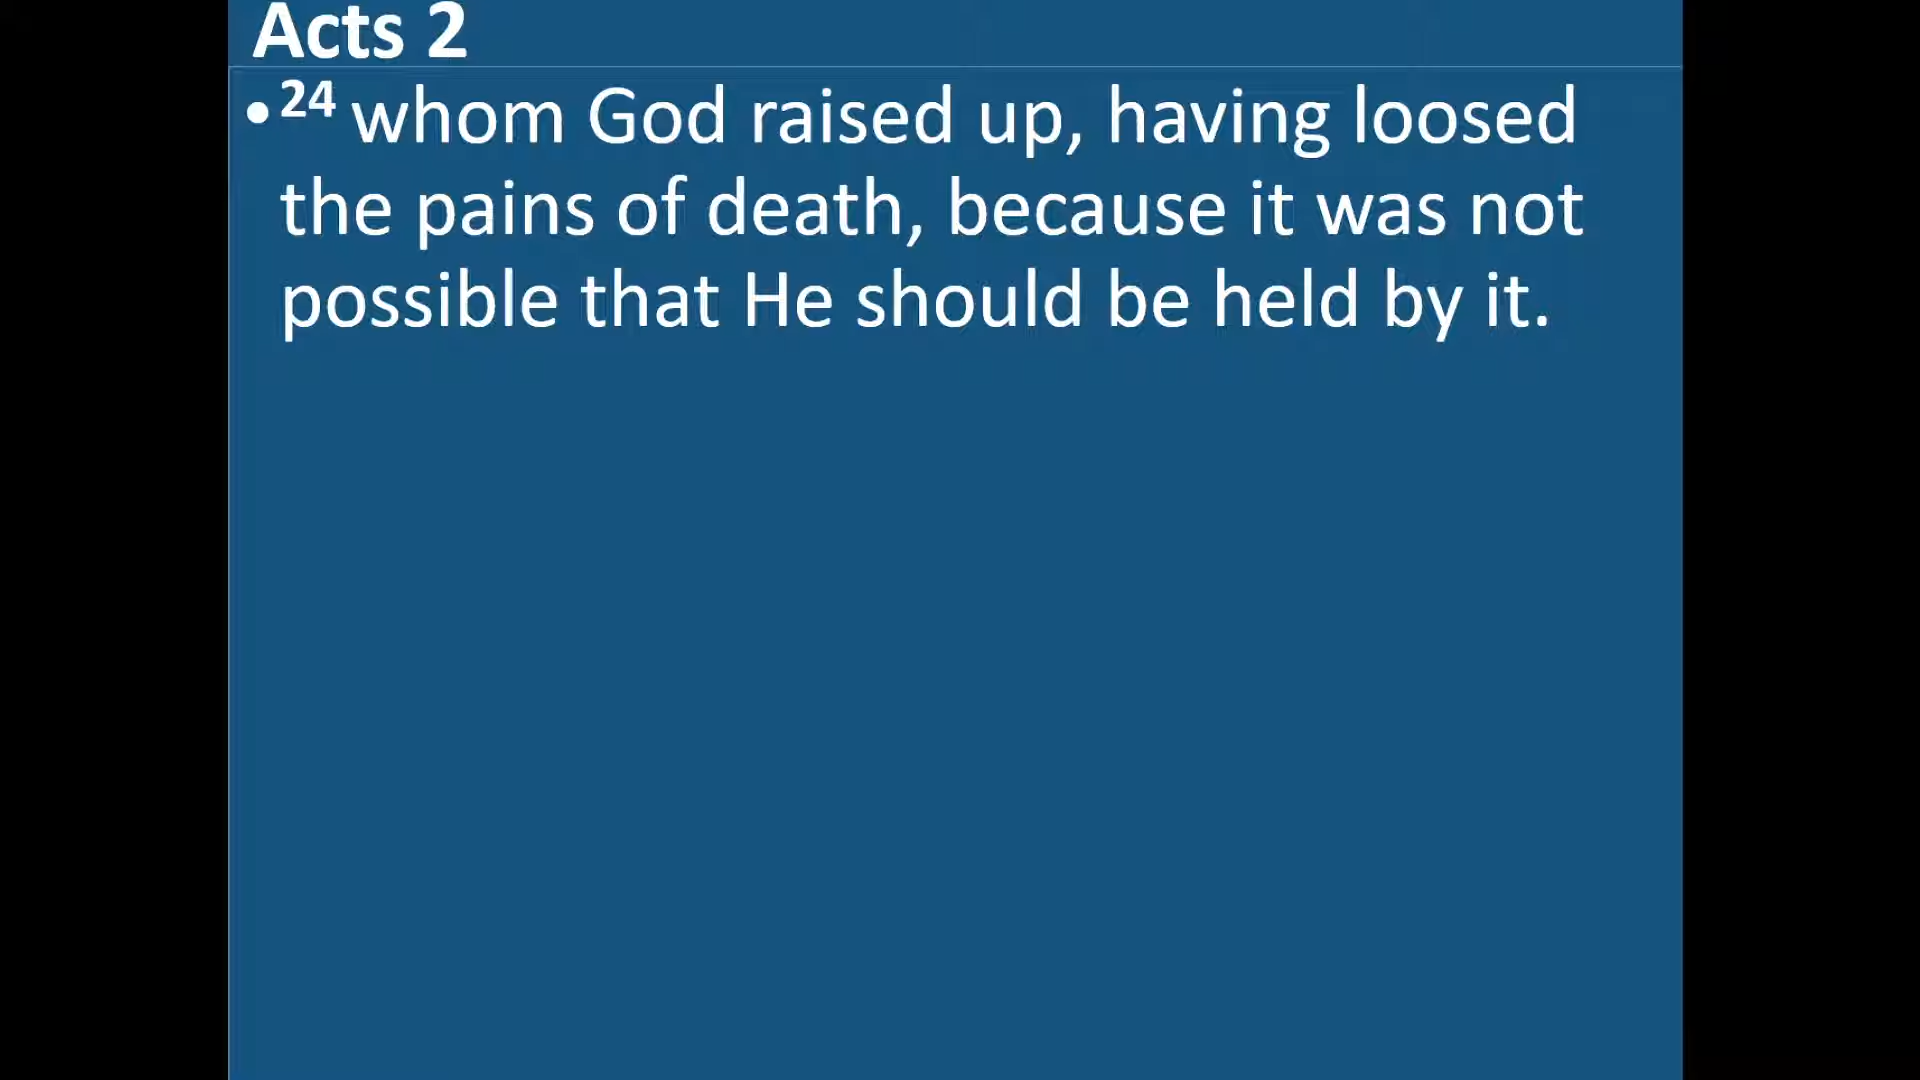 Acts 2
•24 whom God raised up, having loosed
the pains of death, because it was not
possible that He should be held by it.